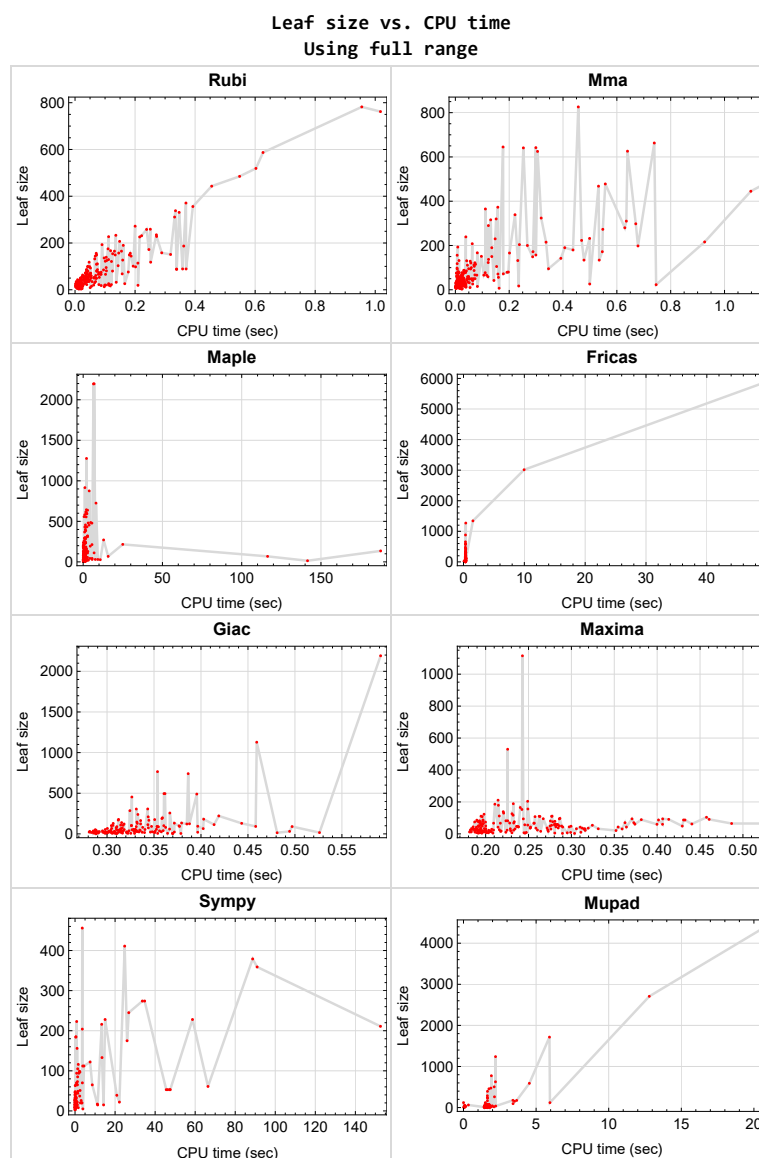 Leaf size vs. CPU time
Using full range
Rubi
Leaf size
800
600
400
200
0
0.0 0.2 0.4 0.6 0.8 1.0
CPU time (sec)
Mma
Leaf size
800
600
400
200
0
0.0 0.2 0.4 0.6 0.8 1.0
CPU time (sec)
Maple
Leaf size
2000
1500
1000
500
0
0 50 100 150
CPU time (sec)
Fricas
Leaf size
6000
5000
4000
3000
2000
1000
0
0 10 20 30 40
CPU time (sec)
Giac
Leaf size
2000
1500
1000
500
0
0.30 0.35 0.40 0.45 0.50 0.55
CPU time (sec)
Maxima
Leaf size
1000
800
600
400
200
0
0.20 0.25 0.30 0.35 0.40 0.45 0.50
CPU time (sec)
Sympy
Leaf size
400
300
200
100
0
0 20 40 60 80 100 120 140
CPU time (sec)
Mupad
Leaf size
4000
3000
2000
1000
0
0 5 10 15 20
CPU time (sec)